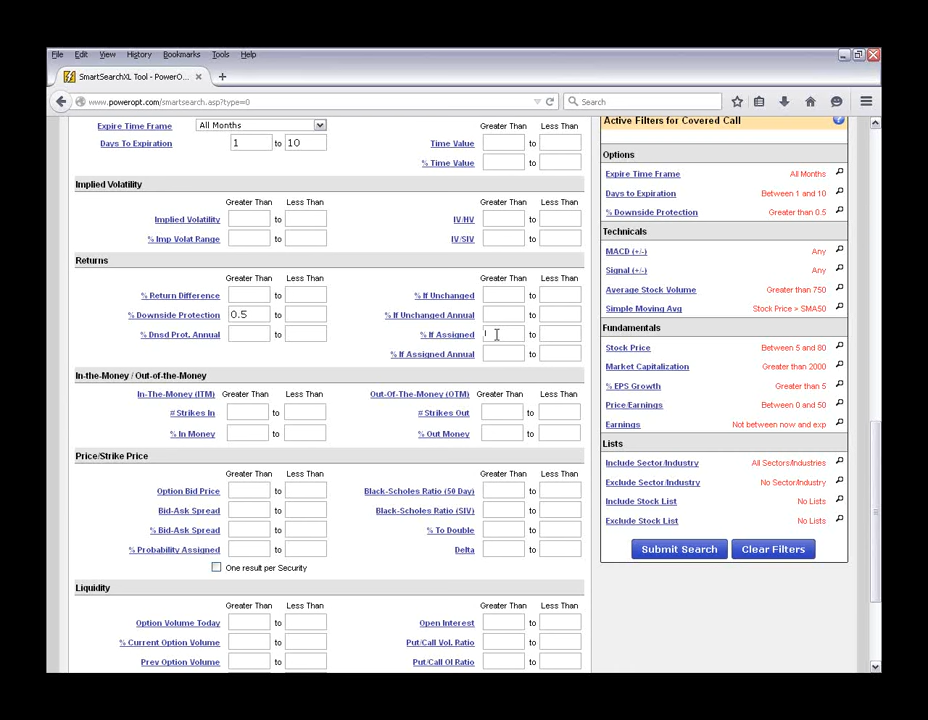 File Edit View History Bookmarks Tools Help
SmartSearchXL Tool - PowerO... × +
www.poweropt.com/smartsearch.asp?type=0 Search
Expire Time Frame All Months Greater Than Less Than
Days To Expiration 1 to 10 Time Value to
% Time Value to
Implied Volatility
Greater Than Less Than Greater Than Less Than
Implied Volatility to IV/HV to
% Imp Volat Range to IV/SIV to
Returns
Greater Than Less Than Greater Than Less Than
% Return Difference to % If Unchanged to
% Downside Protection 0.5 to % If Unchanged Annual to
% Dnsd Prot. Annual to % If Assigned to
% If Assigned Annual to
In-the-Money / Out-of-the-Money
In-The-Money (ITM) Greater Than Less Than Out-Of-The-Money (OTM) Greater Than Less Than
# Strikes In to # Strikes Out to
% In Money to % Out Money to
Price/Strike Price
Greater Than Less Than Greater Than Less Than
Option Bid Price to Black-Scholes Ratio (50 Day) to
Bid-Ask Spread to Black-Scholes Ratio (SIV) to
% Bid-Ask Spread to % To Double to
% Probability Assigned to Delta to
One result per Security
Liquidity
Greater Than Less Than Greater Than Less Than
Option Volume Today to Open Interest to
% Current Option Volume to Put/Call Vol. Ratio to
Prev Option Volume to Put/Call OI Ratio to
Active Filters for Covered Call ?
Options
Expire Time Frame All Months
Days to Expiration Between 1 and 10
% Downside Protection Greater than 0.5
Technicals
MACD (+/-) Any
Signal (+/-) Any
Average Stock Volume Greater than 750
Simple Moving Avg Stock Price > SMA50
Fundamentals
Stock Price Between 5 and 80
Market Capitalization Greater than 2000
% EPS Growth Greater than 5
Price/Earnings Between 0 and 50
Earnings Not between now and exp
Lists
Include Sector/Industry All Sectors/Industries
Exclude Sector/Industry No Sector/Industry
Include Stock List No Lists
Exclude Stock List No Lists
Submit Search Clear Filters